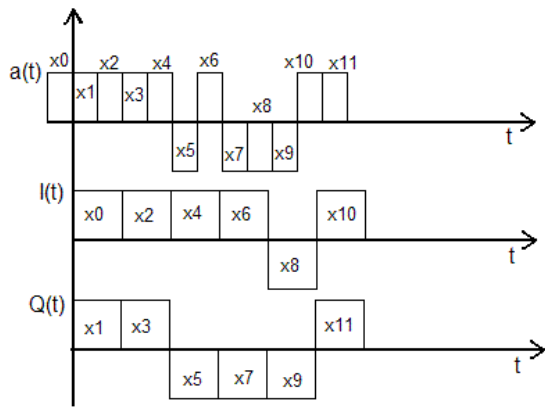 x0 x2 x4 x6 x10 x11
a(t)
x1 x3 x8
x5 x7 x9
t
I(t)
x0 x2 x4 x6 x10
x8
t
Q(t)
x1 x3 x11
x5 x7 x9
t